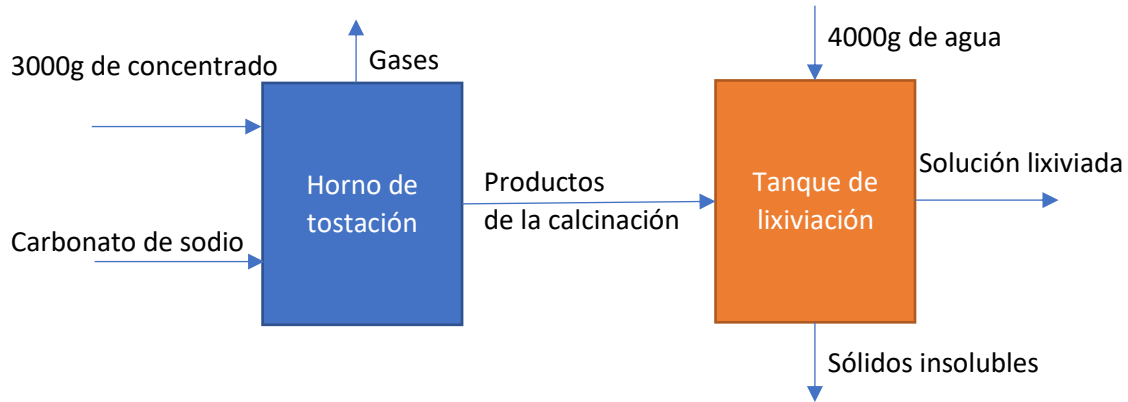 3000g de concentrado
Gases
4000g de agua
Horno de
tostación
Productos
de la calcinación
Tanque de
lixiviación
Solución lixiviada
Carbonato de sodio
Sólidos insolubles